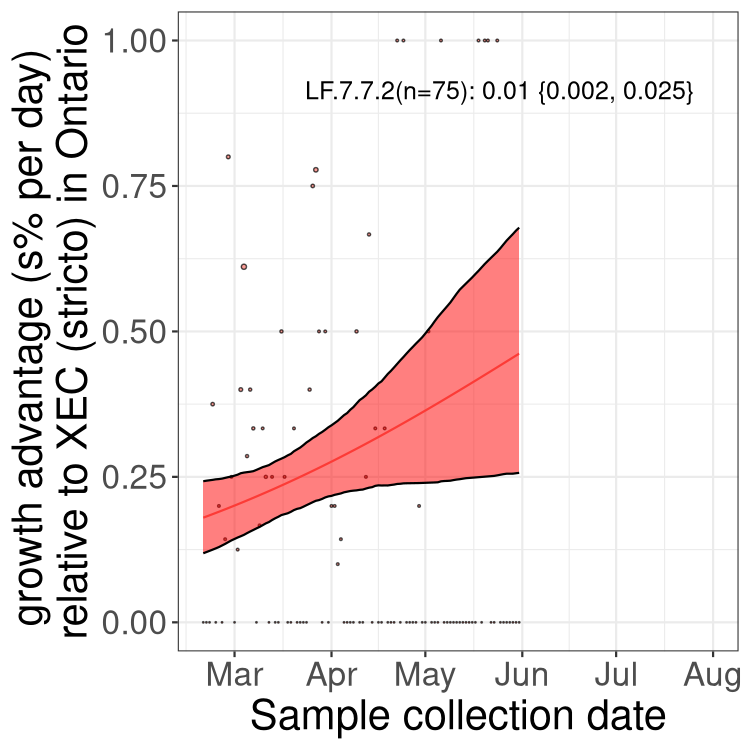 growth advantage (s% per day)
relative to XEC (stricto) in Ontario
1.00
0.75
0.50
0.25
0.00
LF.7.7.2(n=75): 0.01 {0.002, 0.025}
Mar Apr May Jun Jul Aug
Sample collection date